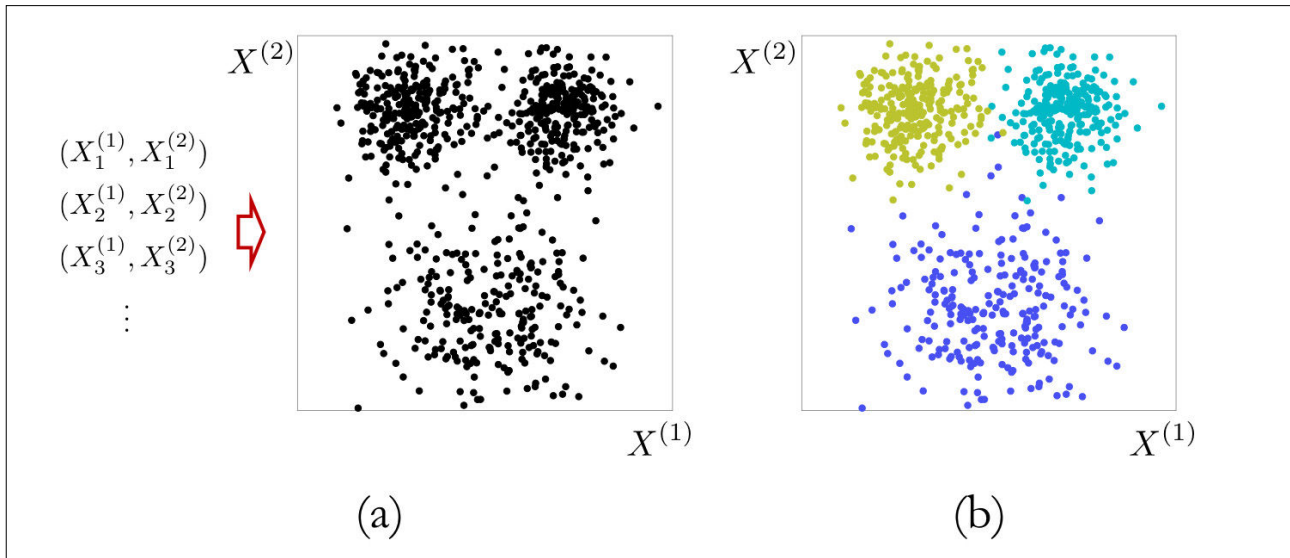 X^{(2)}
(X_1^{(1)}, X_1^{(2)})
(X_2^{(1)}, X_2^{(2)})
(X_3^{(1)}, X_3^{(2)})
⋮
X^{(1)}
(a)
X^{(2)}
X^{(1)}
(b)